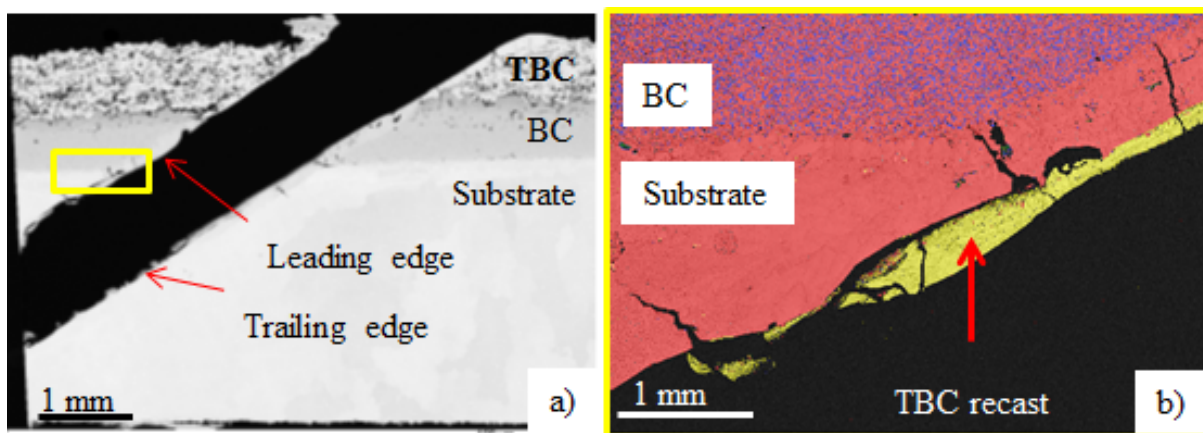 TBC
BC
Substrate
Leading edge
Trailing edge
1 mm
a)
BC
Substrate
1 mm
TBC recast
b)